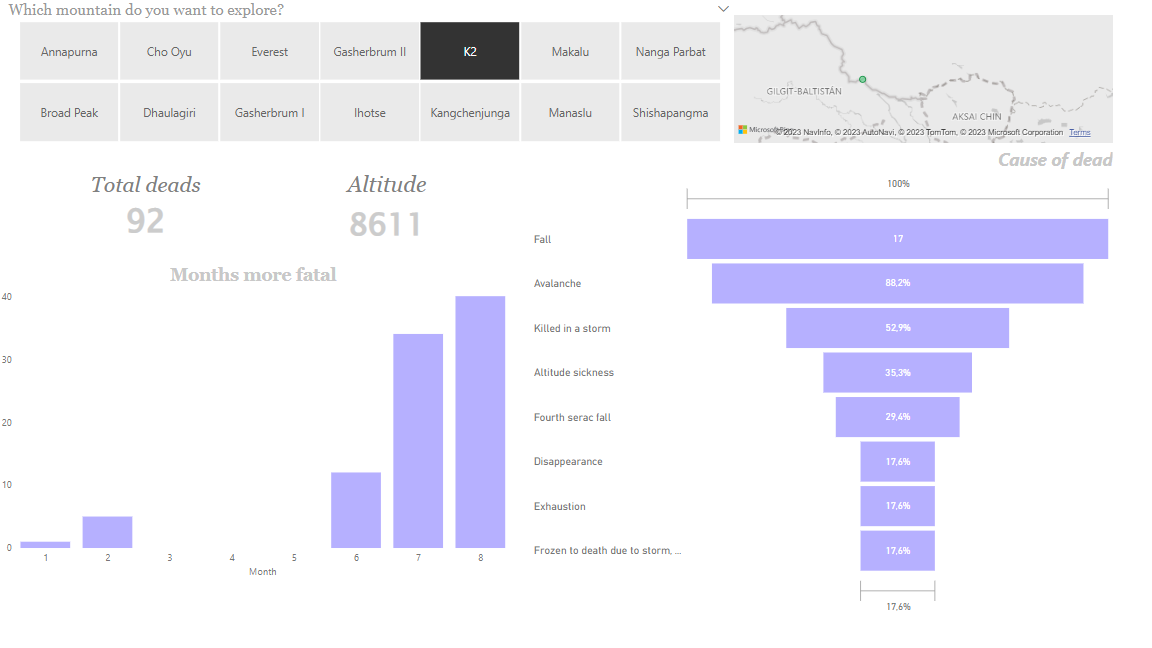 Which mountain do you want to explore?
Annapurna Cho Oyu Everest Gasherbrum II K2 Makalu Nanga Parbat
Broad Peak Dhaulagiri Gasherbrum I lhotse Kangchenjunga Manaslu Shishapangma
GILGIT-BALTISTÁN
AKSAI CHIN
Microsoft
© 2023 NavInfo, © 2023 AutoNavi, © 2023 TomTom, © 2023 Microsoft Corporation Terms
Total deads
92
Altitude
8611
Months more fatal
40
30
20
10
0
1 2 3 4 5 6 7 8
Month
Cause of dead
100%
Fall 17
Avalanche 88,2%
Killed in a storm 52,9%
Altitude sickness 35,3%
Fourth serac fall 29,4%
Disappearance 17,6%
Exhaustion 17,6%
Frozen to death due to storm, ... 17,6%
17,6%